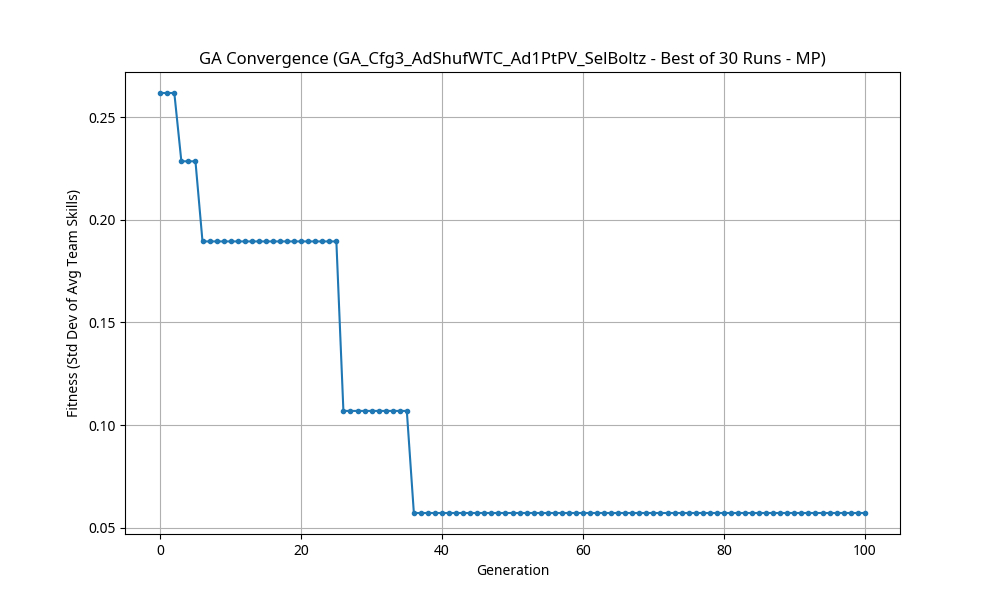 GA Convergence (GA_Cfg3_AdShufWTC_Ad1PtPV_SelBoltz - Best of 30 Runs - MP)
Fitness (Std Dev of Avg Team Skills)
0.25
0.20
0.15
0.10
0.05
0 20 40 60 80 100
Generation